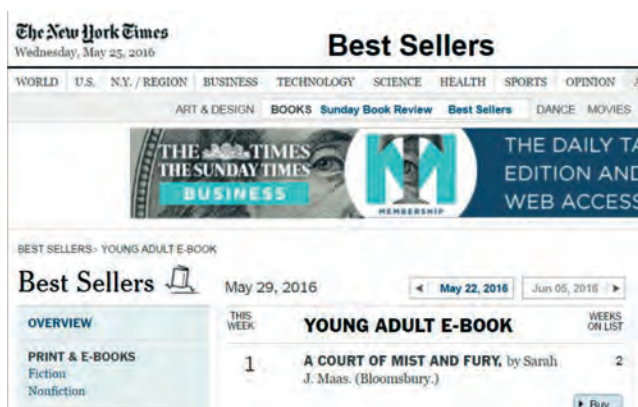 The New York Times
Wednesday, May 25, 2016
Best Sellers
WORLD U.S. N.Y. / REGION BUSINESS TECHNOLOGY SCIENCE HEALTH SPORTS OPINION
ART & DESIGN BOOKS Sunday Book Review Best Sellers DANCE MOVIES
THE TIMES
THE SUNDAY TIMES
BUSINESS
T
MEMBERSHIP
THE DAILY TA
EDITION AND
WEB ACCESS
BEST SELLERS› YOUNG ADULT E-BOOK
Best Sellers
May 29, 2016
May 22, 2016
Jun 05, 2016
OVERVIEW
PRINT & E-BOOKS
Fiction
Nonfiction
THIS
WEEK
YOUNG ADULT E-BOOK
WEEKS
ON LIST
1
A COURT OF MIST AND FURY, by Sarah
J. Maas. (Bloomsbury.)
2
Buy